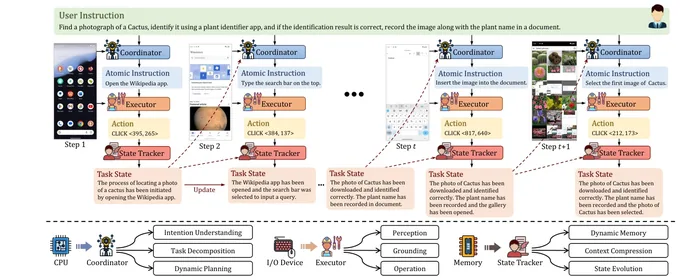 User Instruction
Find a photograph of a Cactus, identify it using a plant identifier app, and if the identification result is correct, record the image along with the plant name in a document.
Coordinator
Atomic Instruction
Open the Wikipedia app.
Executor
Action
CLICK <395, 265>
State Tracker
Step 1
Task State
The process of locating a photo
of a cactus has been initiated
by opening the Wikipedia app.
Update
Coordinator
Atomic Instruction
Type the search bar on the top.
Executor
Action
CLICK <384, 137>
State Tracker
Step 2
Task State
The Wikipedia app has been
opened and the search bar was
selected to input a query.
...
Step t
Task State
The photo of Cactus has been
downloaded and identified
correctly. The plant name has
been recorded in document.
Coordinator
Atomic Instruction
Insert the image into the document.
Executor
Action
CLICK <817, 640>
State Tracker
Task State
The photo of Cactus has been
downloaded and identified
correctly. The plant name has
been recorded and the gallery
has been opened.
Step t+1
Coordinator
Atomic Instruction
Select the first image of Cactus.
Executor
Action
CLICK <212, 173>
State Tracker
Task State
The photo of Cactus has been
downloaded and identified
correctly. The plant name has been
recorded and the photo of
Cactus has been selected.
CPU
Coordinator
Intention Understanding
Task Decomposition
Dynamic Planning
I/O Device
Executor
Perception
Grounding
Operation
Memory
State Tracker
Dynamic Memory
Context Compression
State Evolution